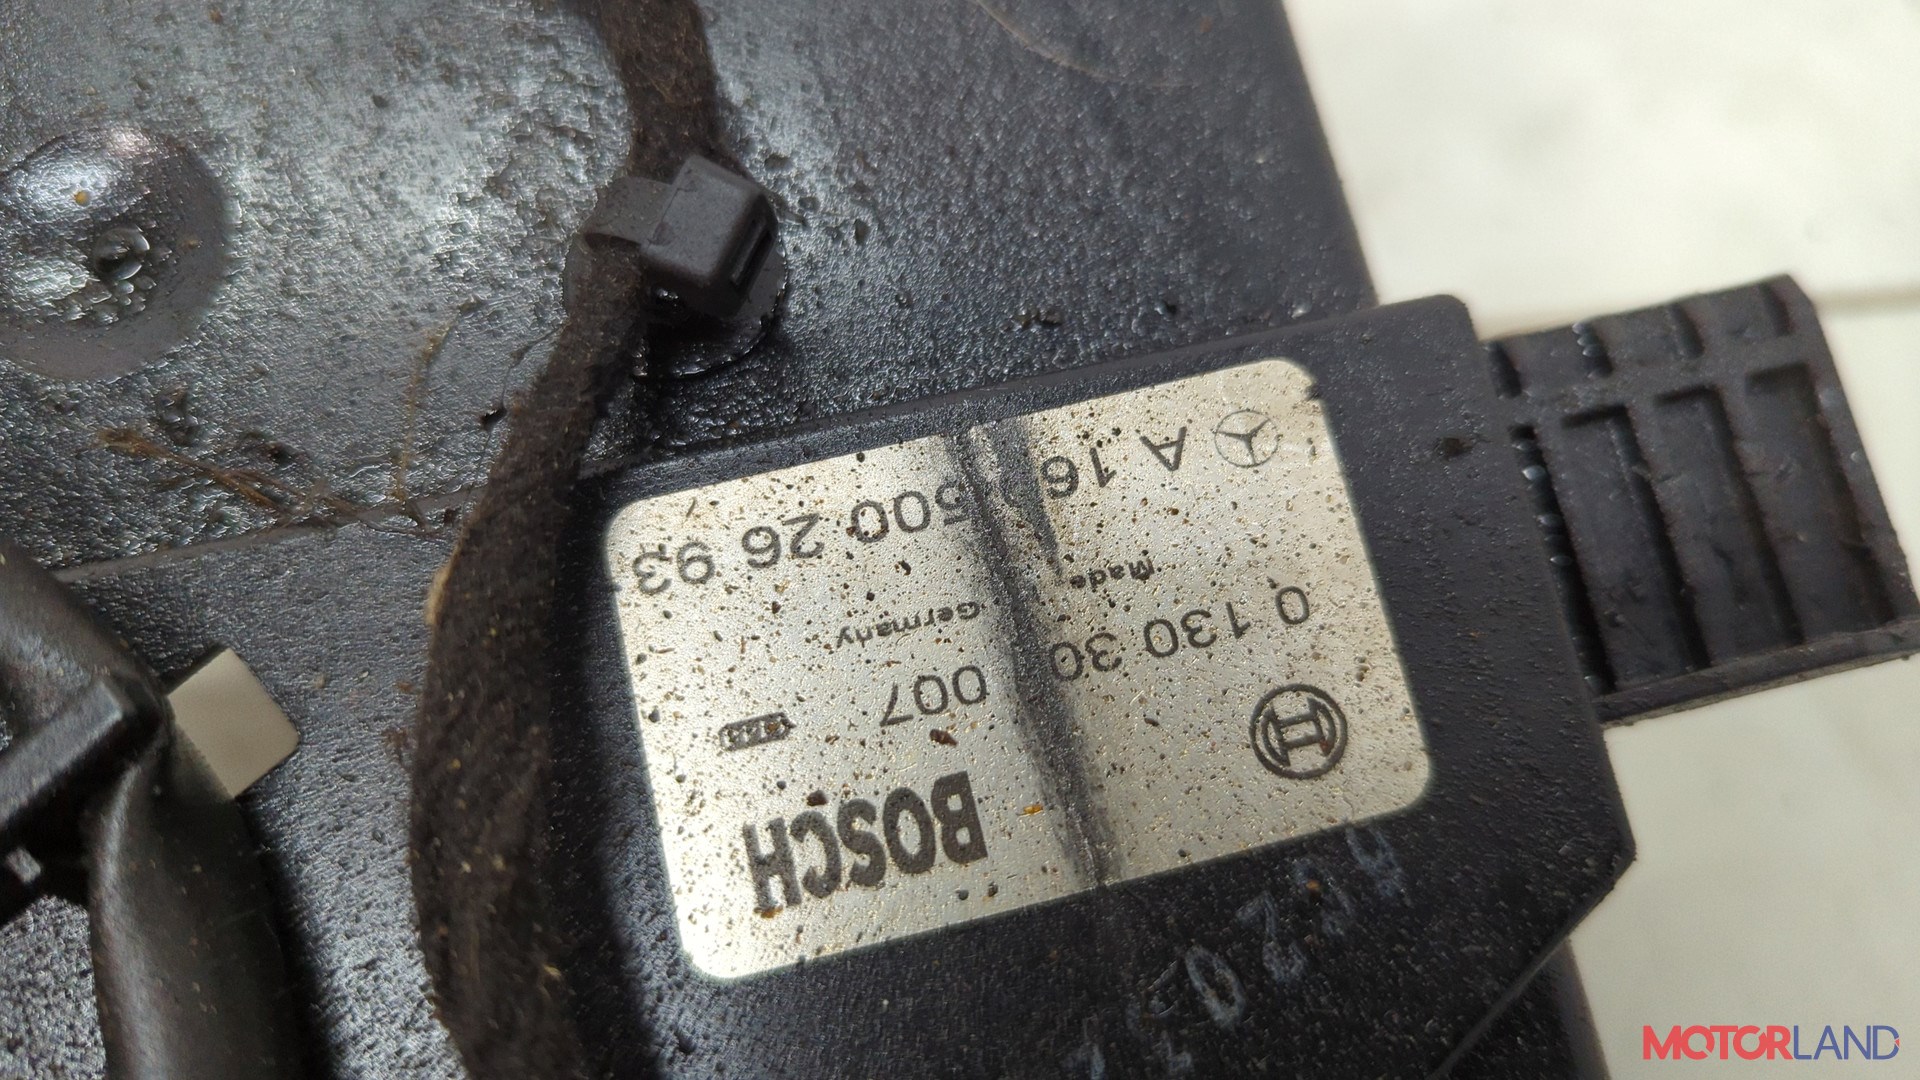 BOSCH
0 130 30 007
Made Germany
A 16 500 26 93
MOTORLAND